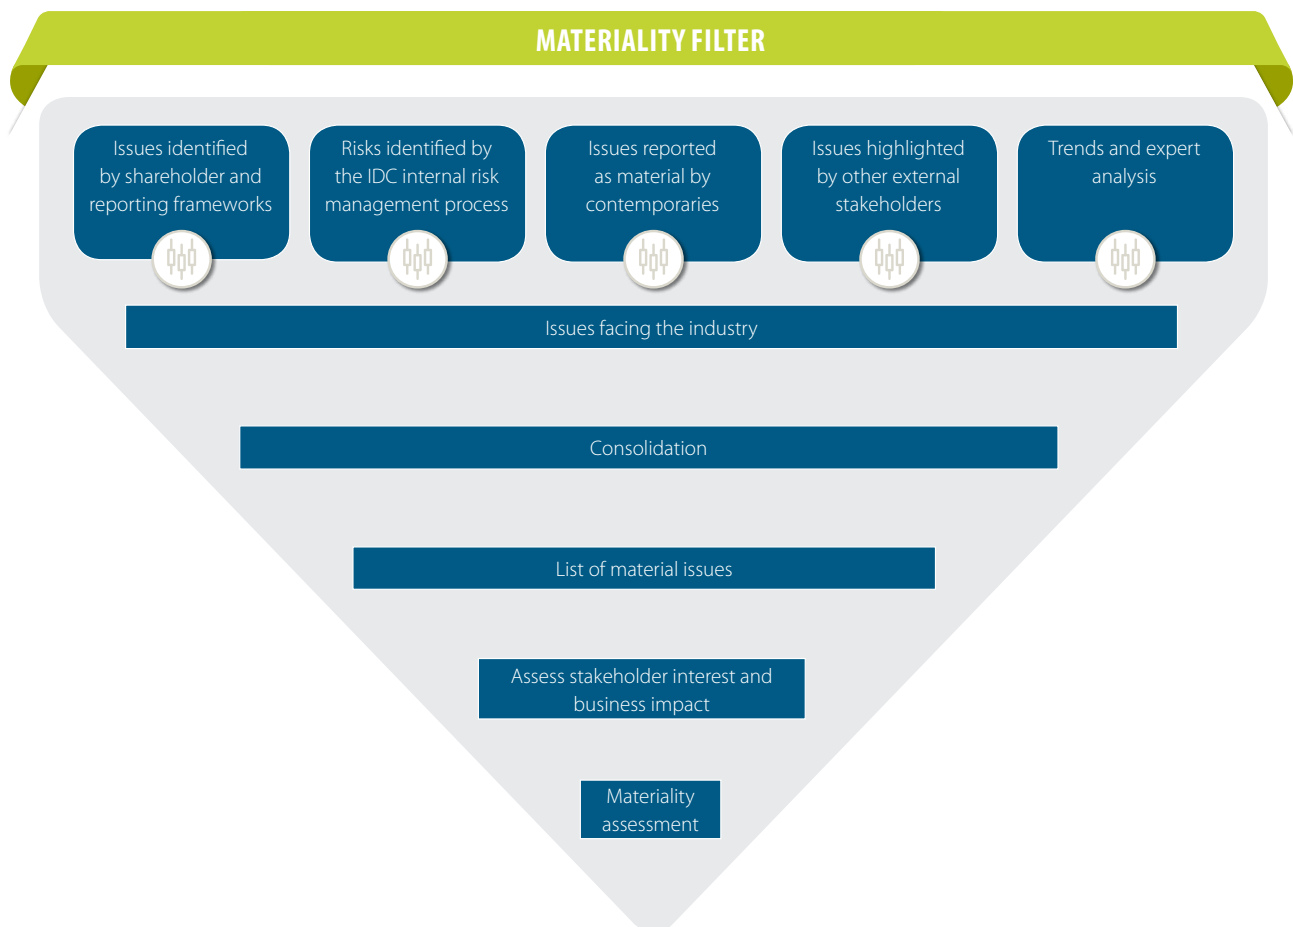 MATERIALITY FILTER
Issues identified
by shareholder and
reporting frameworks
Risks identified by
the IDC internal risk
management process
Issues reported
as material by
contemporaries
Issues highlighted
by other external
stakeholders
Trends and expert
analysis
Issues facing the industry
Consolidation
List of material issues
Assess stakeholder interest and
business impact
Materiality
assessment